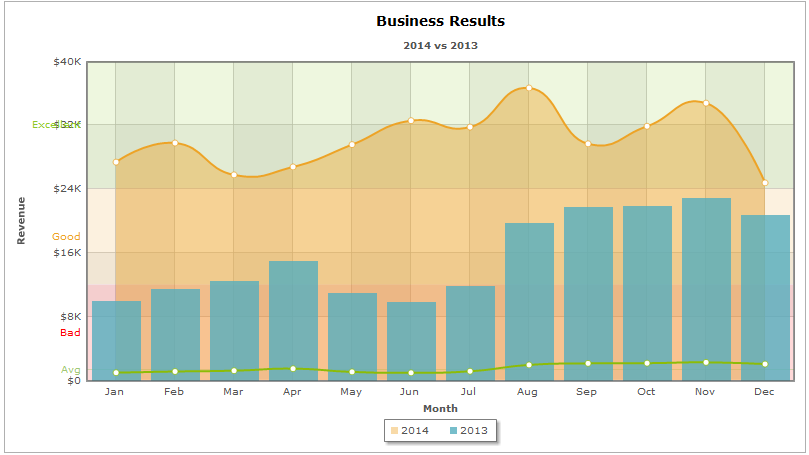 Business Results
2014 vs 2013
$40K
$32K
$24K
Good
$16K
$8K
Bad
Avg
$0
Revenue
Jan Feb Mar Apr May Jun Jul Aug Sep Oct Nov Dec
Month
2014 2013